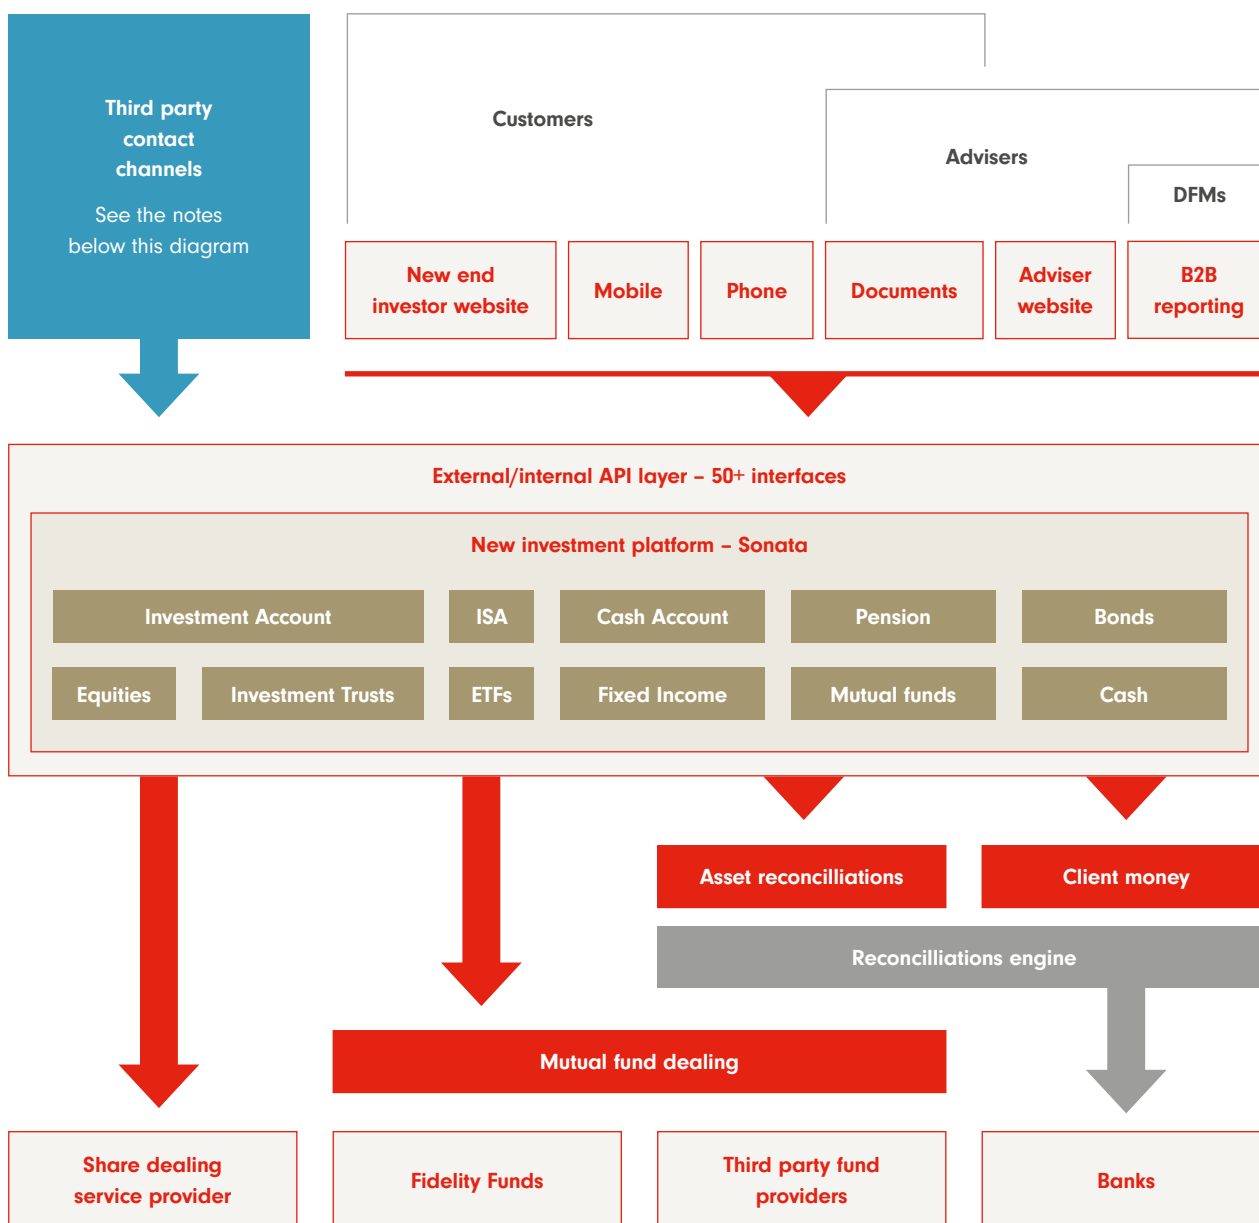 Third party
contact
channels
See the notes
below this diagram
Customers
Advisers
DFMs
New end
investor website
Mobile
Phone
Documents
Adviser
website
B2B
reporting
External/internal API layer – 50+ interfaces
New investment platform – Sonata
Investment Account
ISA
Cash Account
Pension
Bonds
Equities
Investment Trusts
ETFs
Fixed Income
Mutual funds
Cash
Asset reconcilliations
Client money
Reconcilliations engine
Mutual fund dealing
Share dealing
service provider
Fidelity Funds
Third party fund
providers
Banks